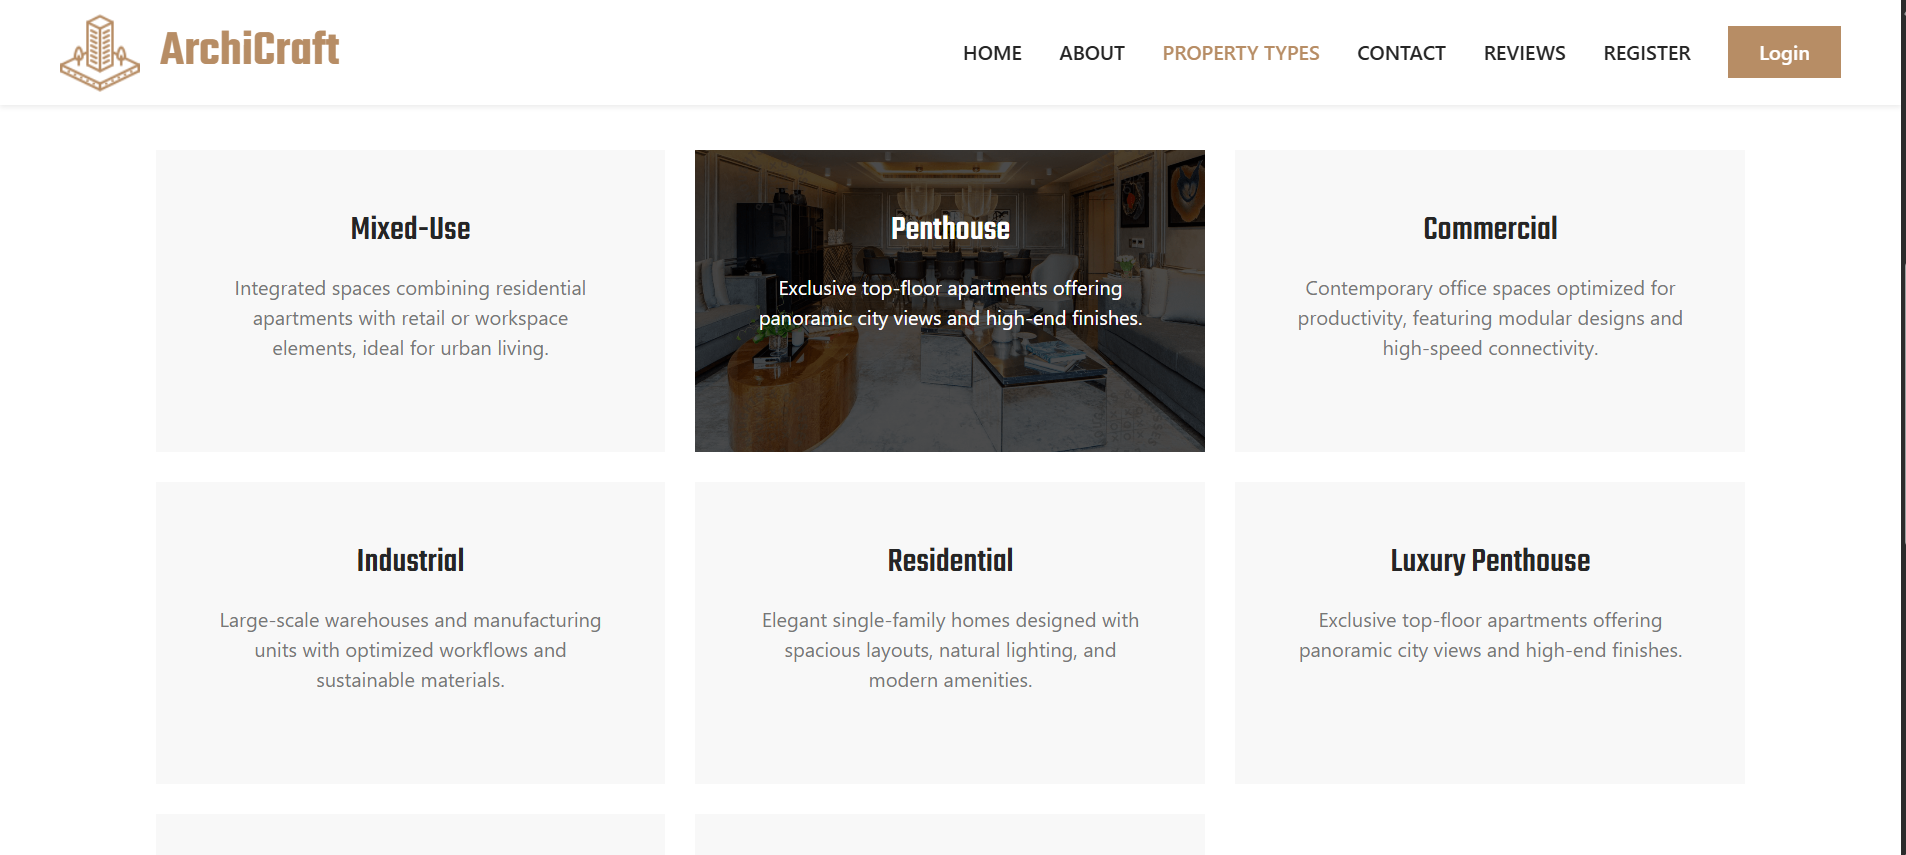 ArchiCraft
HOME ABOUT PROPERTY TYPES CONTACT REVIEWS REGISTER Login
Mixed-Use
Integrated spaces combining residential
apartments with retail or workspace
elements, ideal for urban living.
Penthouse
Exclusive top-floor apartments offering
panoramic city views and high-end finishes.
Commercial
Contemporary office spaces optimized for
productivity, featuring modular designs and
high-speed connectivity.
Industrial
Large-scale warehouses and manufacturing
units with optimized workflows and
sustainable materials.
Residential
Elegant single-family homes designed with
spacious layouts, natural lighting, and
modern amenities.
Luxury Penthouse
Exclusive top-floor apartments offering
panoramic city views and high-end finishes.